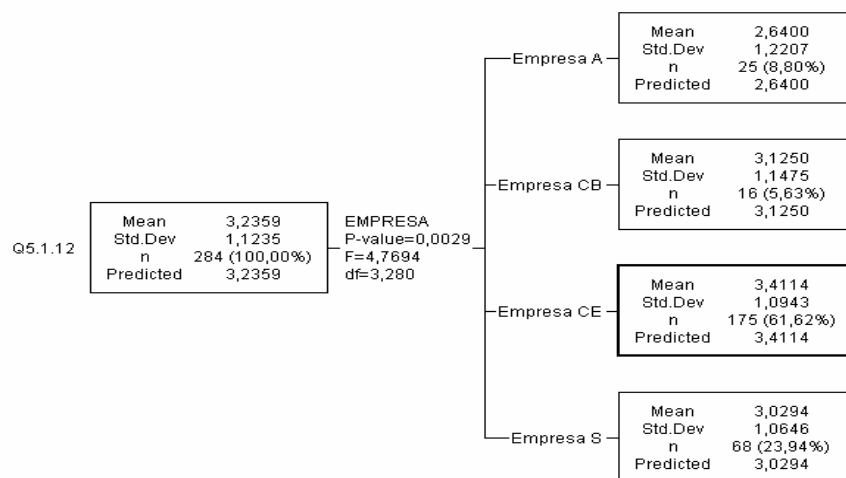 Q5.1.12
Mean 3,2359
Std.Dev 1,1235
n 284 (100,00%)
Predicted 3,2359
EMPRESA
P-value=0,0029
F=4,7694
df=3,280
Empresa A
Mean 2,6400
Std.Dev 1,2207
n 25 (8,80%)
Predicted 2,6400
Empresa CB
Mean 3,1250
Std.Dev 1,1475
n 16 (5,63%)
Predicted 3,1250
Empresa CE
Mean 3,4114
Std.Dev 1,0943
n 175 (61,62%)
Predicted 3,4114
Empresa S
Mean 3,0294
Std.Dev 1,0646
n 68 (23,94%)
Predicted 3,0294